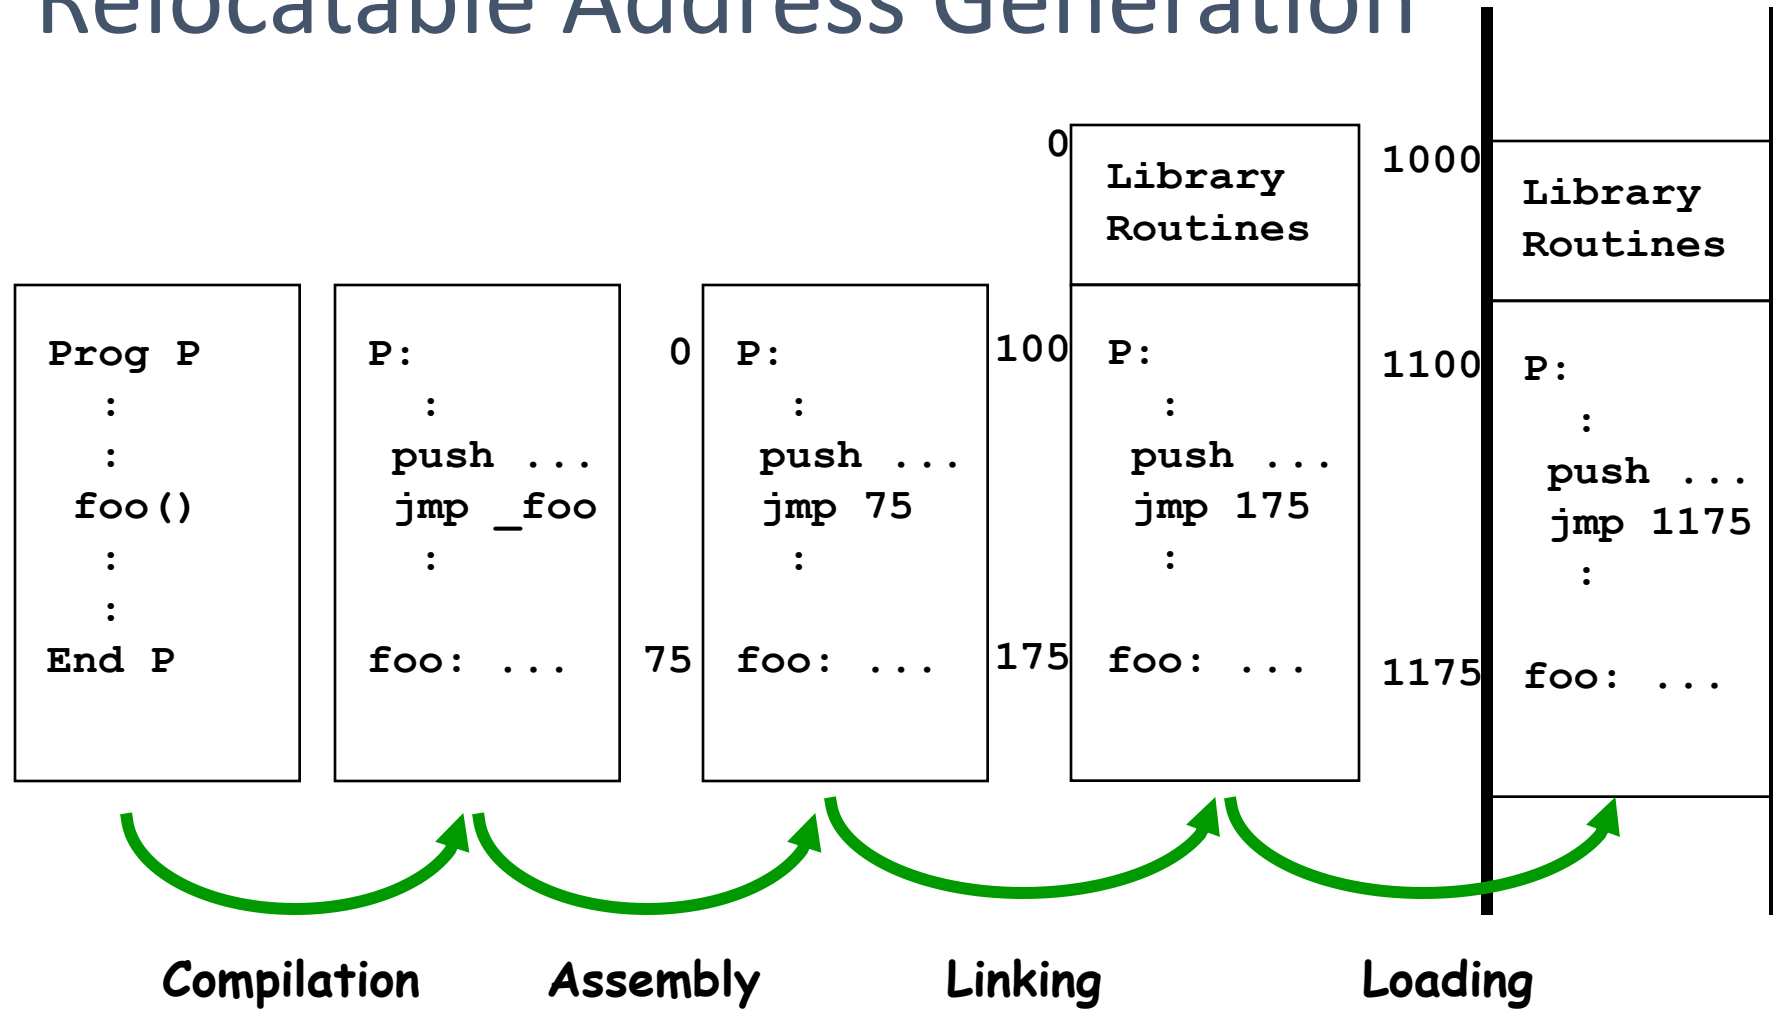 Relocatable Address Generation
Prog P
:
:
foo()
:
:
End P
P:
:
push ...
jmp _foo
:
foo: ...
0
75
P:
:
push ...
jmp 75
:
foo: ...
0
100
175
Library
Routines
P:
:
push ...
jmp 175
:
foo: ...
1000
1100
1175
Library
Routines
P:
:
push ...
jmp 1175
:
foo: ...
Compilation
Assembly
Linking
Loading